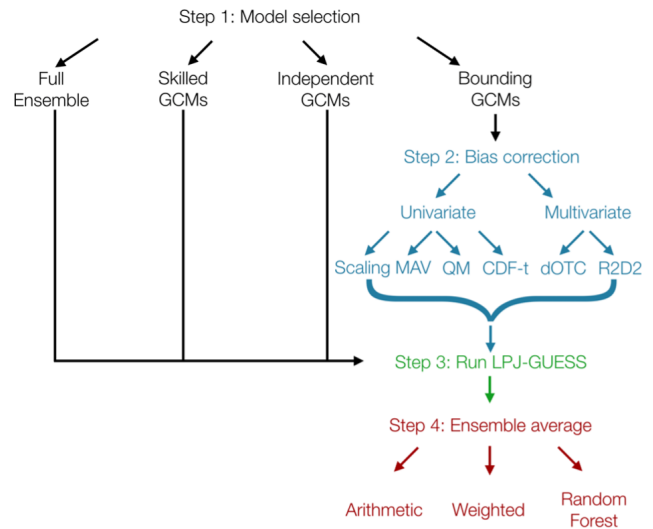 Step 1: Model selection
Full
Ensemble
Skilled
GCMs
Independent
GCMs
Bounding
GCMs
Step 2: Bias correction
Univariate
Multivariate
Scaling
MAV
QM
CDF-t
dOTC
R2D2
Step 3: Run LPJ-GUESS
Step 4: Ensemble average
Arithmetic
Weighted
Random
Forest